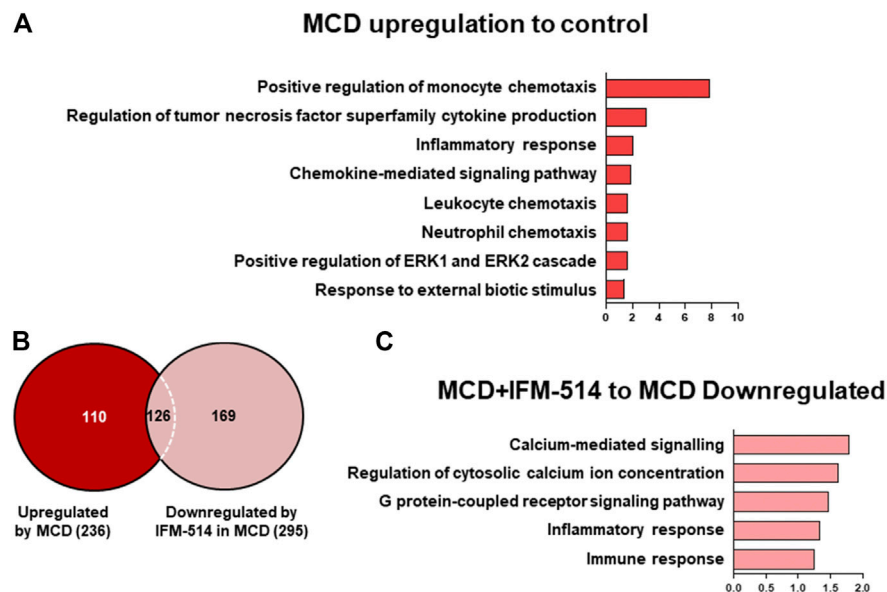 A
MCD upregulation to control
Positive regulation of monocyte chemotaxis
Regulation of tumor necrosis factor superfamily cytokine production
Inflammatory response
Chemokine-mediated signaling pathway
Leukocyte chemotaxis
Neutrophil chemotaxis
Positive regulation of ERK1 and ERK2 cascade
Response to external biotic stimulus
0 2 4 6 8 10
B
110 126 169
Upregulated
by MCD (236)
Downregulated by
IFM-514 in MCD (295)
C
MCD+IFM-514 to MCD Downregulated
Calcium-mediated signalling
Regulation of cytosolic calcium ion concentration
G protein-coupled receptor signaling pathway
Inflammatory response
Immune response
0.0 0.5 1.0 1.5 2.0